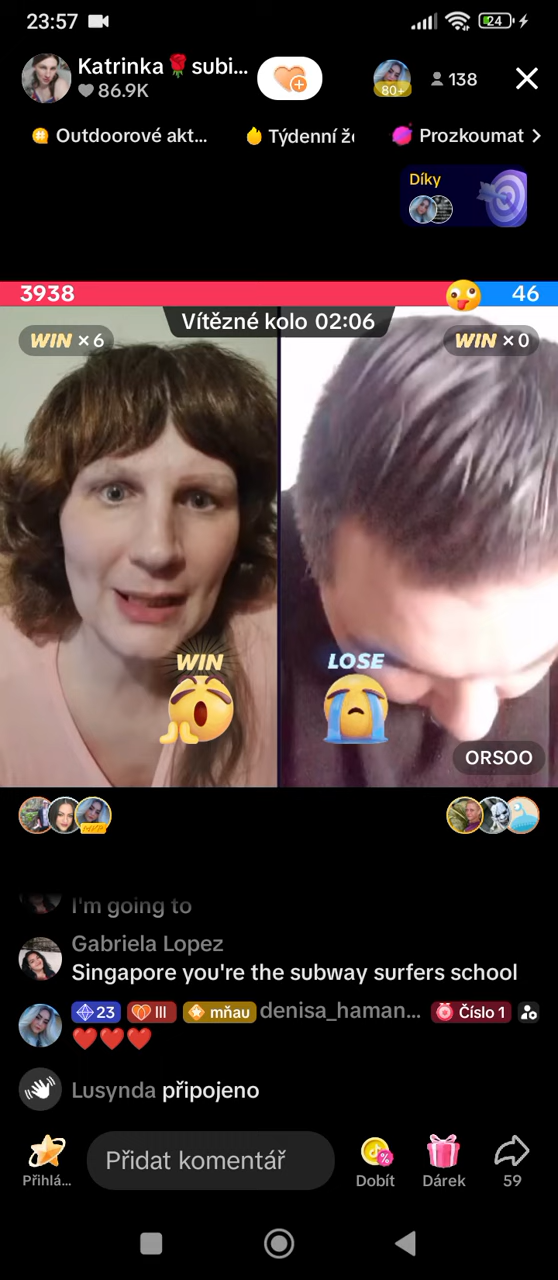 23:57
24
Katrinka🌹subi...
86.9K
80+
138
Outdoorové akt...
Týdenní že
Prozkoumat
Díky
3938
46
Vítězné kolo 02:06
WIN ×6
WIN ×0
WIN
LOSE
ORSOO
I'm going to
Gabriela Lopez
Singapore you're the subway surfers school
23
III
mňau
denisa_haman...
Číslo 1
❤️❤️❤️
Lusynda připojeno
Přidat komentář
Přihlá...
Dobít
Dárek
59